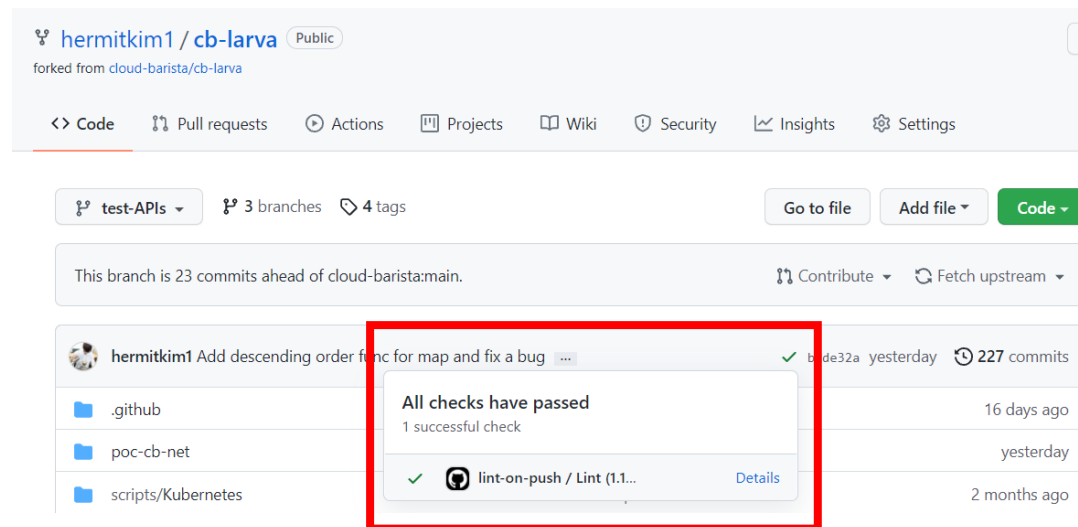 hermitkim1 / cb-larva Public
forked from cloud-barista/cb-larva
<> Code Pull requests Actions Projects Wiki Security Insights Settings
test-APIs 3 branches 4 tags Go to file Add file Code
This branch is 23 commits ahead of cloud-barista:main. Contribute Fetch upstream
hermitkim1 Add descending order func for map and fix a bug ... yesterday 227 commits
All checks have passed
.github 16 days ago
1 successful check
poc-cb-net yesterday
lint-on-push / Lint (1.1... Details
scripts/Kubernetes 2 months ago